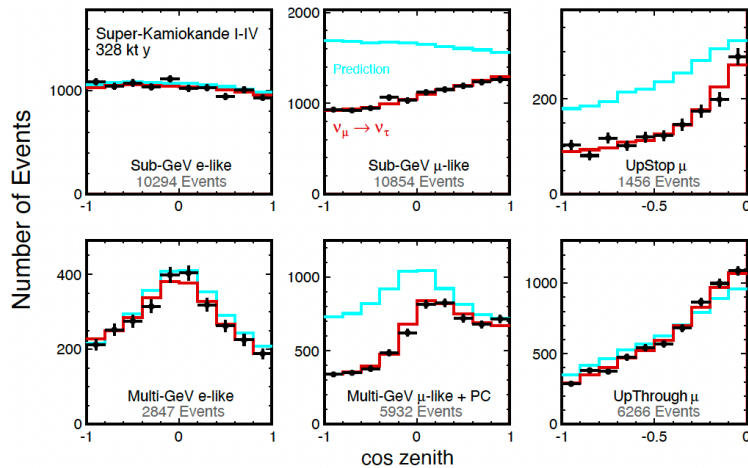 Number of Events
Super-Kamiokande I-IV
328 kt y
1000
0
Sub-GeV e-like
10294 Events
-1 0 1
2000
1000
0
Prediction
νμ → ντ
Sub-GeV μ-like
10854 Events
-1 0 1
200
0
UpStop μ
1456 Events
-1 -0.5 0
400
200
0
Multi-GeV e-like
2847 Events
-1 0 1
1000
500
0
Multi-GeV μ-like + PC
5932 Events
-1 0 1
1000
500
0
UpThrough μ
6266 Events
-1 -0.5 0
cos zenith